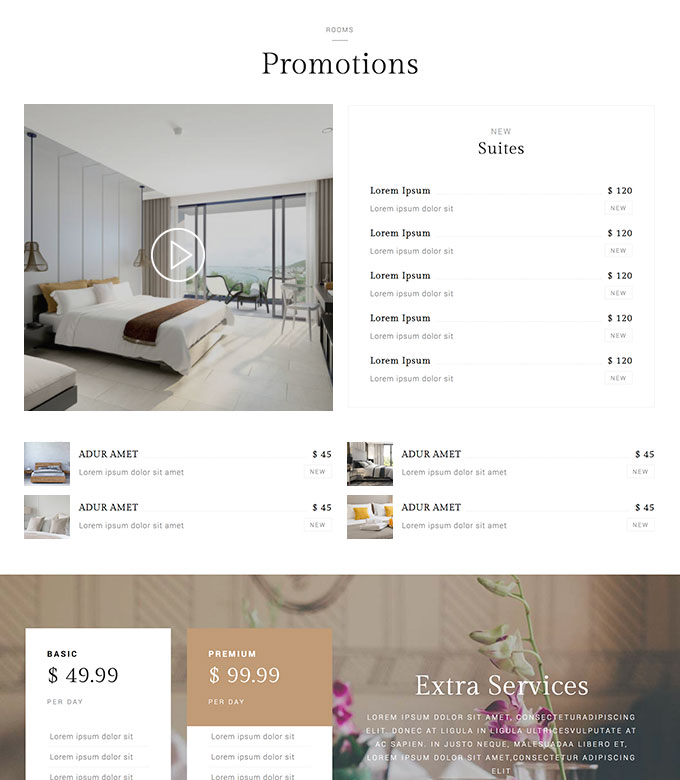 ROOMS
Promotions
NEW
Suites
Lorem Ipsum $ 120
Lorem ipsum dolor sit NEW
Lorem Ipsum $ 120
Lorem ipsum dolor sit NEW
Lorem Ipsum $ 120
Lorem ipsum dolor sit NEW
Lorem Ipsum $ 120
Lorem ipsum dolor sit NEW
Lorem Ipsum $ 120
Lorem ipsum dolor sit NEW
ADUR AMET $ 45
Lorem ipsum dolor sit amet NEW
ADUR AMET $ 45
Lorem ipsum dolor sit amet NEW
ADUR AMET $ 45
Lorem ipsum dolor sit amet NEW
ADUR AMET $ 45
Lorem ipsum dolor sit amet NEW
BASIC
$ 49.99
PER DAY
Lorem ipsum dolor sit
Lorem ipsum dolor sit
Lorem ipsum dolor sit
PREMIUM
$ 99.99
PER DAY
Lorem ipsum dolor sit
Lorem ipsum dolor sit
Lorem ipsum dolor sit
Extra Services
LOREM IPSUM DOLOR SIT AMET, CONSECTETURADIPISCING
ELIT. DONEC AT LIGULA IN LIGULA ULTRICESVULPUTATE AT
AC SAPIEN. IN JUSTO NEQUE, MALESUADAA LIBERO ET,
LOREM IPSUM DOLOR SIT AMET,CONSETUR ADIPISCING
ELIT